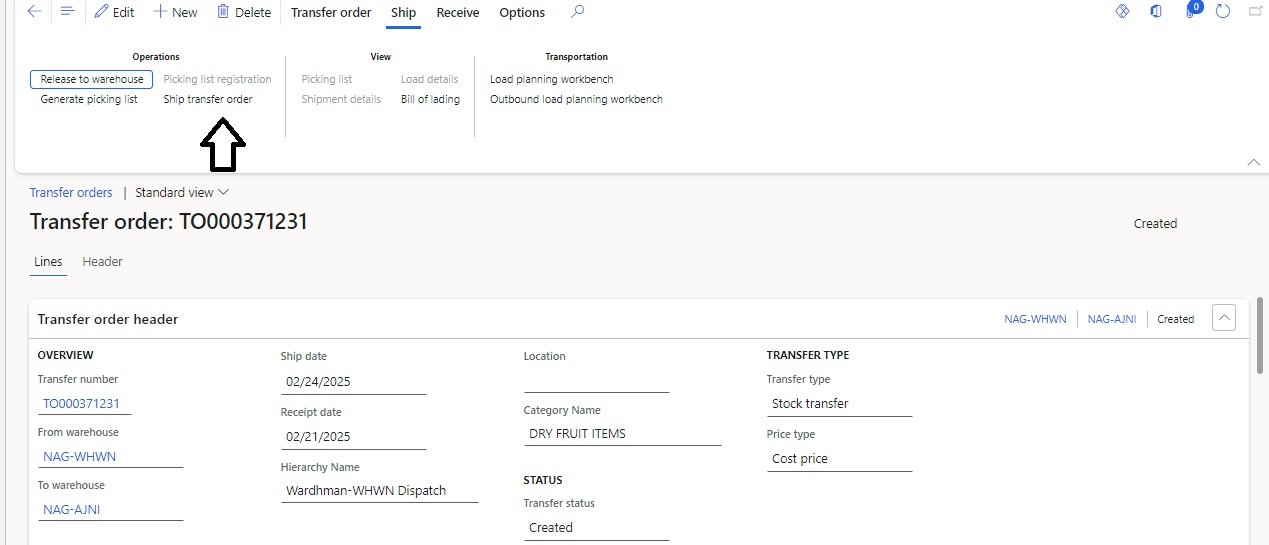 Edit New Delete Transfer order Ship Receive Options 0
Operations View Transportation
Release to warehouse Picking list registration Picking list Load details Load planning workbench
Generate picking list Ship transfer order Shipment details Bill of lading Outbound load planning workbench
Transfer orders | Standard view
Transfer order: TO000371231 Created
Lines Header
Transfer order header NAG-WHWN NAG-AJNI Created
OVERVIEW Ship date Location TRANSFER TYPE
Transfer number 02/24/2025 Transfer type
TO000371231 Receipt date Category Name Stock transfer
From warehouse 02/21/2025 DRY FRUIT ITEMS Price type
NAG-WHWN Hierarchy Name Cost price
To warehouse Wardhman-WHWN Dispatch STATUS
NAG-AJNI Transfer status
Created